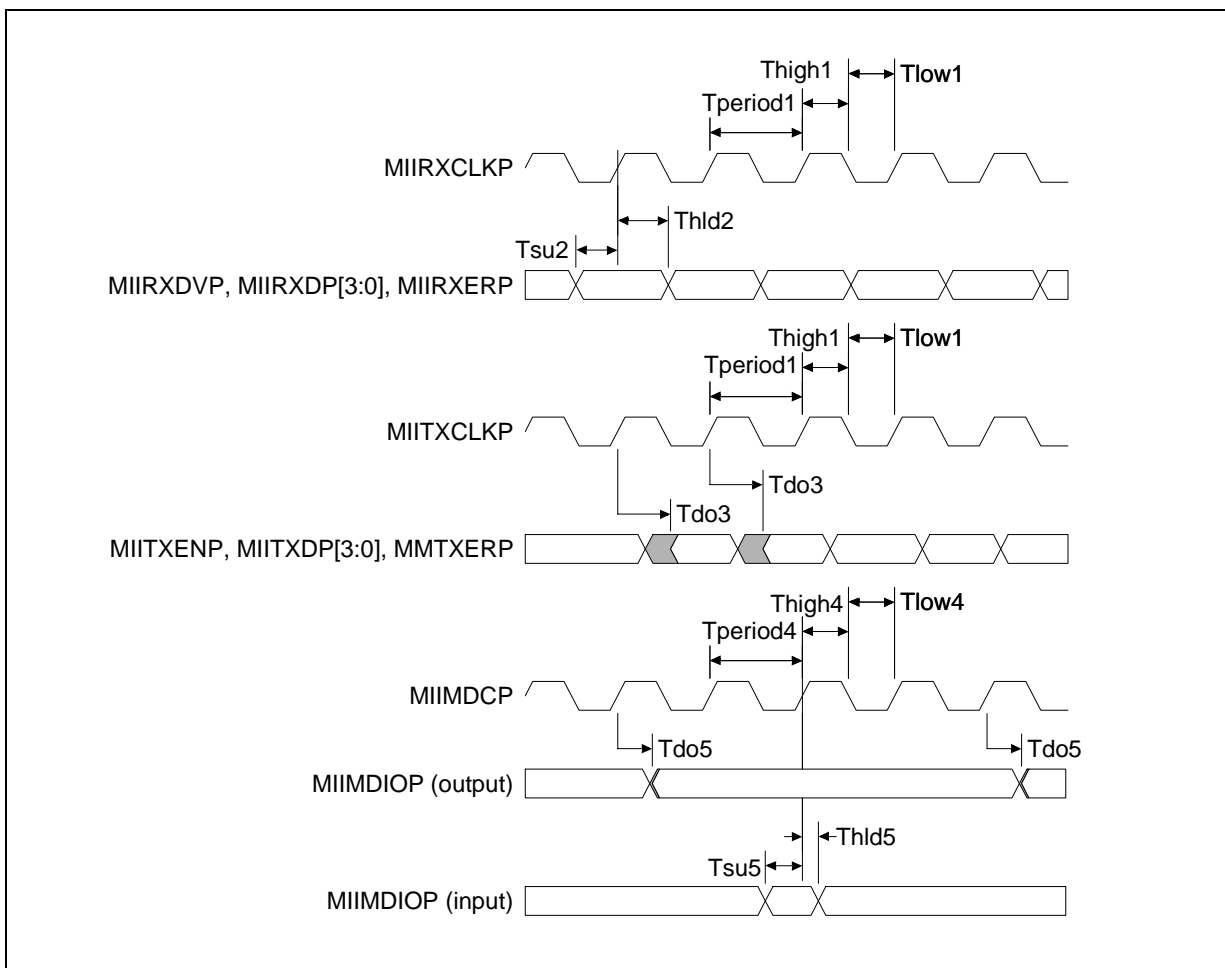 Thigh1 Tlow1
Tperiod1
MIIRXCLKP
Thld2
Tsu2
MIIRXDVP, MIIRXDP[3:0], MIIRXERP
Thigh1 Tlow1
Tperiod1
MIITXCLKP
Tdo3
Tdo3
MIITXENP, MIITXDP[3:0], MMTXERP
Thigh4 Tlow4
Tperiod4
MIIMDCP
Tdo5 Tdo5
MIIMDIOP (output)
Thld5
Tsu5
MIIMDIOP (input)